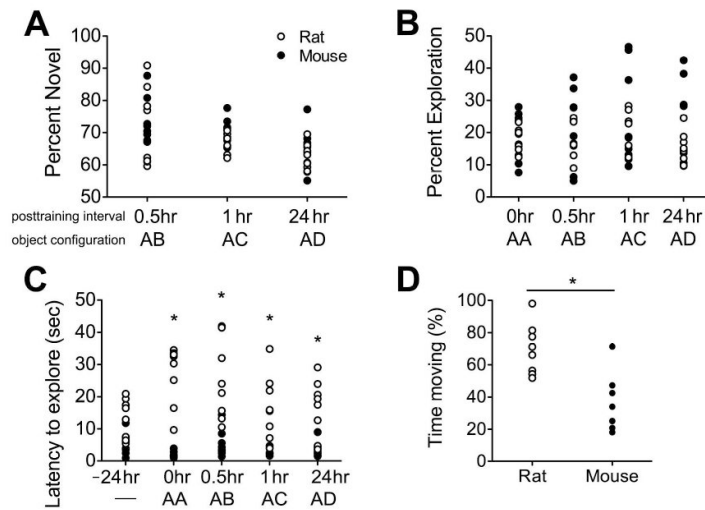 A
Percent Novel
100
90
80
70
60
50
Rat
Mouse
posttraining interval 0.5hr 1 hr 24 hr
object configuration AB AC AD
B
Percent Exploration
50
40
30
20
10
0
0hr 0.5hr 1 hr 24 hr
AA AB AC AD
C
Latency to explore (sec)
50
40
30
20
10
0
* * * *
−24hr 0hr 0.5hr 1 hr 24 hr
— AA AB AC AD
D
Time moving (%)
100
80
60
40
20
0
*
Rat Mouse